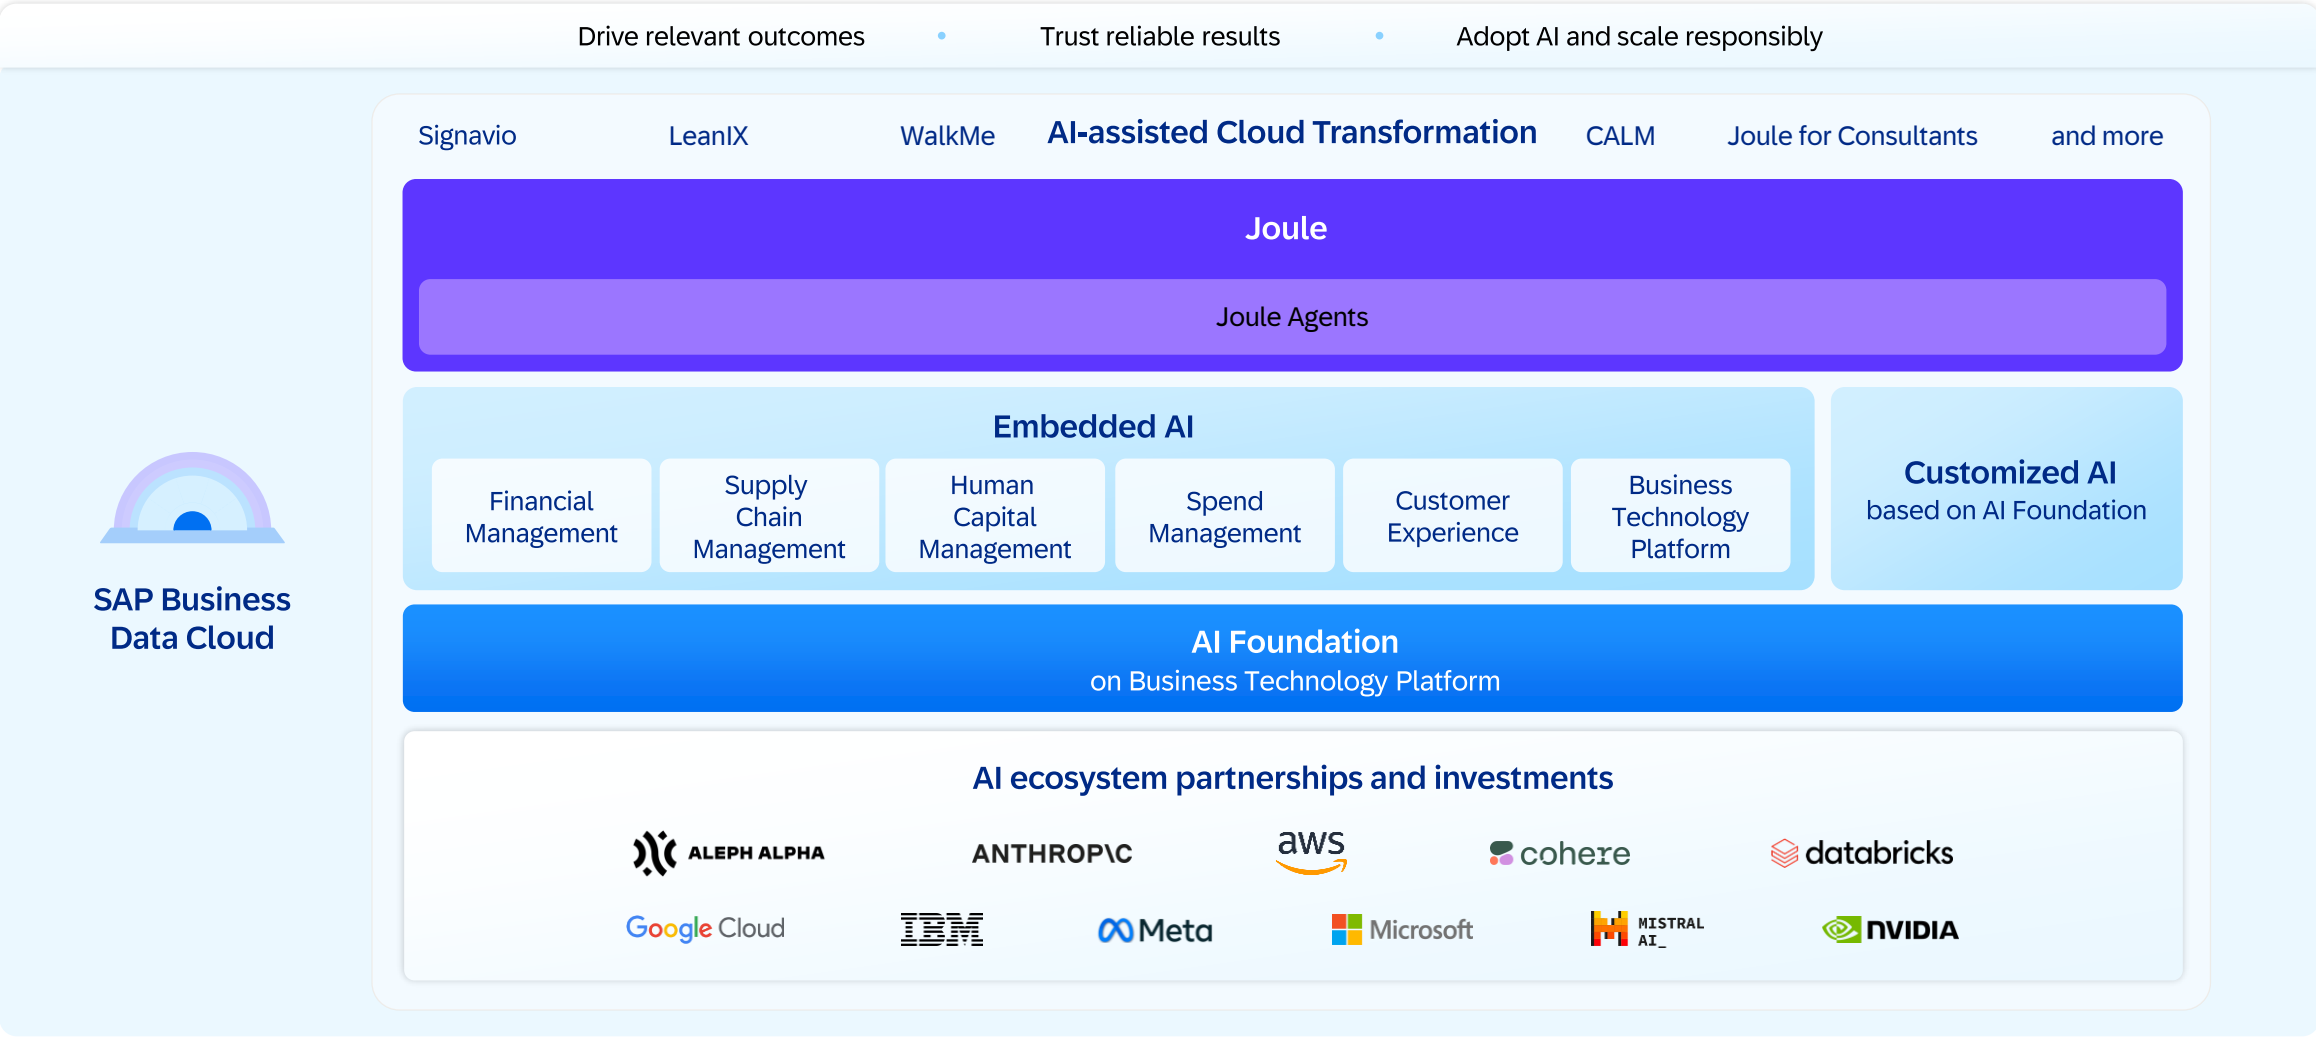 Drive relevant outcomes • Trust reliable results • Adopt AI and scale responsibly
Signavio LeanIX WalkMe AI-assisted Cloud Transformation CALM Joule for Consultants and more
Joule
Joule Agents
Embedded AI
Financial
Management
Supply
Chain
Management
Human
Capital
Management
Spend
Management
Customer
Experience
Business
Technology
Platform
Customized AI
based on AI Foundation
SAP Business
Data Cloud
AI Foundation
on Business Technology Platform
AI ecosystem partnerships and investments
ALEPH ALPHA ANTHROP\C aws cohere databricks
Google Cloud IBM Meta Microsoft MISTRAL
AI_
NVIDIA